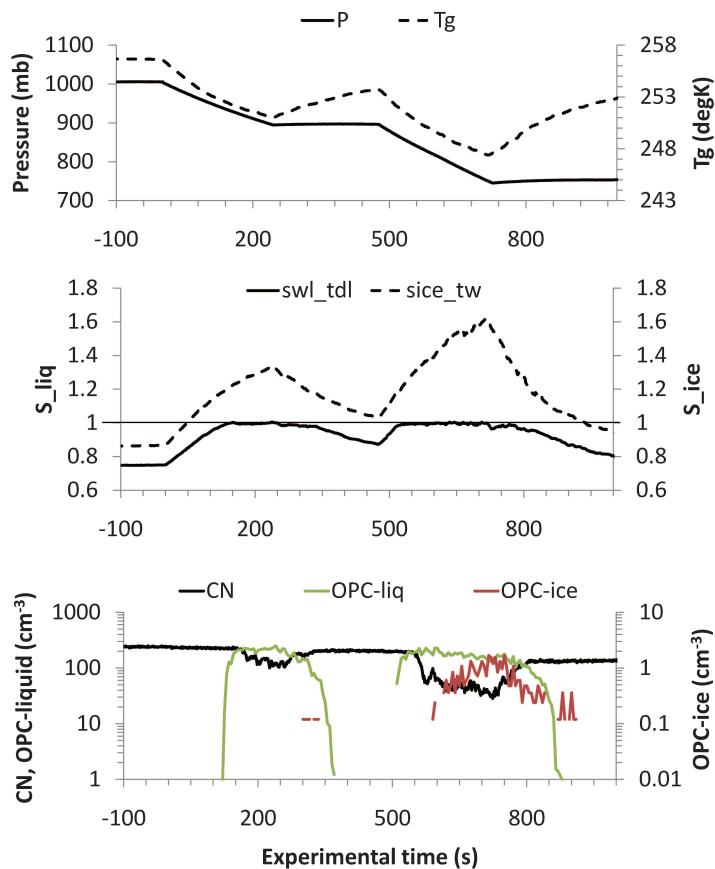 P Tg
1100 258
1000 253
900
800 248
700 243
Pressure (mb)
Tg (degK)
-100 200 500 800
swl_tdl sice_tw
1.8 1.8
1.6 1.6
1.4 1.4
1.2 1.2
1 1
0.8 0.8
0.6 0.6
S_liq
S_ice
-100 200 500 800
CN OPC-liq OPC-ice
1000 10
100 1
10 0.1
1 0.01
CN, OPC-liquid (cm⁻³)
OPC-ice (cm⁻³)
-100 200 500 800
Experimental time (s)